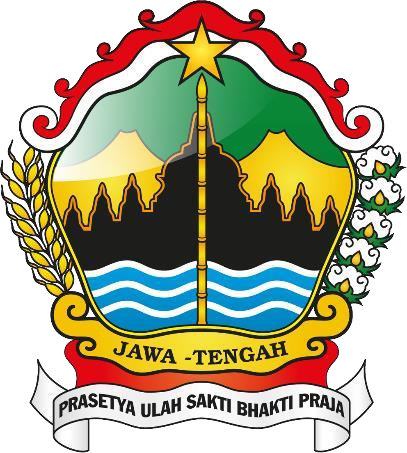 JAWA -TENGAH
PRASETYA ULAH SAKTI BHAKTI PRAJA